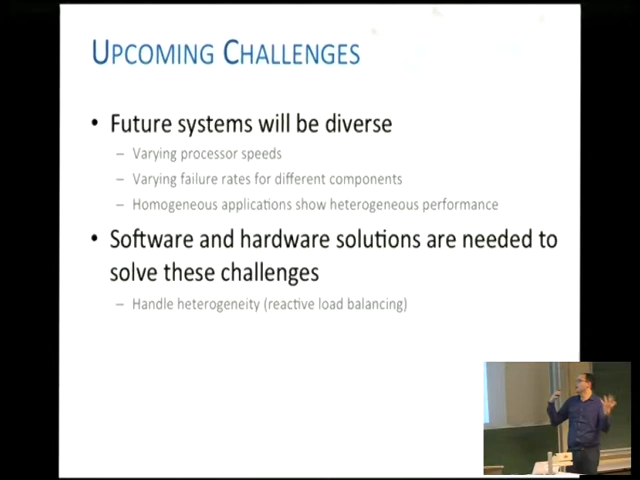 UPCOMING CHALLENGES
• Future systems will be diverse
– Varying processor speeds
– Varying failure rates for different components
– Homogeneous applications show heterogeneous performance
• Software and hardware solutions are needed to
solve these challenges
– Handle heterogeneity (reactive load balancing)